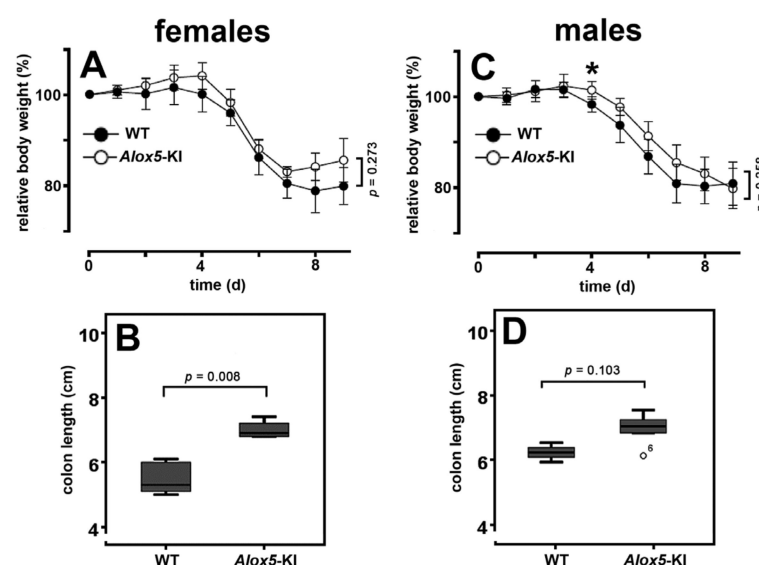 females
males
A
relative body weight (%)
100
80
WT
Alox5-KI
p = 0.273
0
4
8
time (d)
C
relative body weight (%)
100
80
*
WT
Alox5-KI
0
4
8
time (d)
B
colon length (cm)
10
8
6
4
p = 0.008
WT
Alox5-KI
D
colon length (cm)
10
8
6
4
p = 0.103
6
WT
Alox5-KI